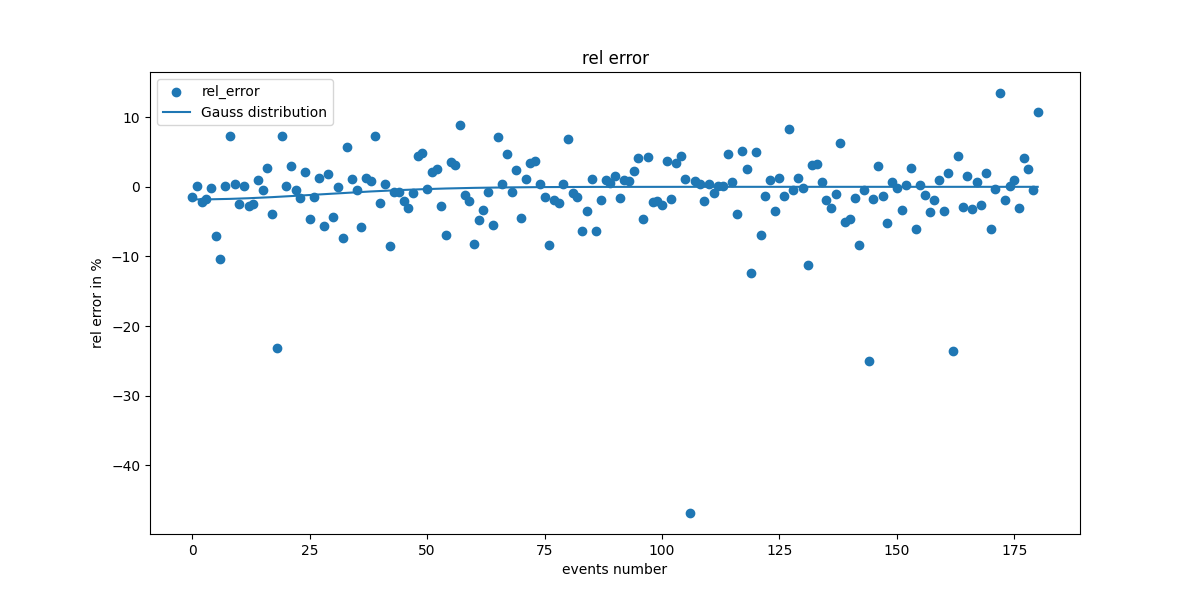 rel error
rel_error
Gauss distribution
10
0
−10
−20
−30
−40
rel error in %
0
25
50
75
100
125
150
175
events number